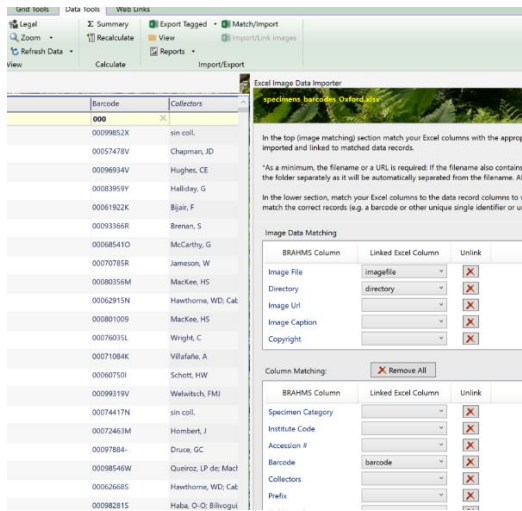 Grid Tools Data Tools Web Links
Legal Σ Summary Export Tagged Match/Import
Zoom Recalculate View Import/Link images
Refresh Data Reports
View Calculate Import/Export
Excel Image Data Importer
specimens_barcodes_Oxford.xlsx
In the top (image matching) section match your Excel columns with the
imported and linked to matched data records.
*As a minimum, the filename or a URL is required: If the filename also contains
the folder separately as it will be automatically separated from the filename.
In the lower section, match your Excel columns to the data record columns to
match the correct records (e.g. a barcode or other unique single identifier or
Barcode Collectors
000
00099852X sin coll.
00057478V Chapman, JD
00096934V Hughes, CE
00083959Y Halliday, G
00061922K Bijair, F
00093366R Brenan, S
00068541O McCarthy, G
00070785R Jameson, W
00080356M MacKee, HS
00062915N Hawthorne, WD; Cab
000801009 MacKee, HS
00076035L Wright, C
00071084K Villafañe, A
00060750I Schott, HW
00099319V Welwitsch, FMJ
00074417N sin coll.
00072463M Hombert, J
00097884- Druce, GC
00098546W Queiroz, LP de; Mach
00062668S Hawthorne, WD; Cab
00098281S Haba, O-O; Bilivogui
Image Data Matching
BRAHMS Column Linked Excel Column Unlink
Image File imagefile
Directory directory
Image Url
Image Caption
Copyright
Column Matching: Remove All
BRAHMS Column Linked Excel Column Unlink
Specimen Category
Institute Code
Accession #
Barcode barcode
Collectors
Prefix